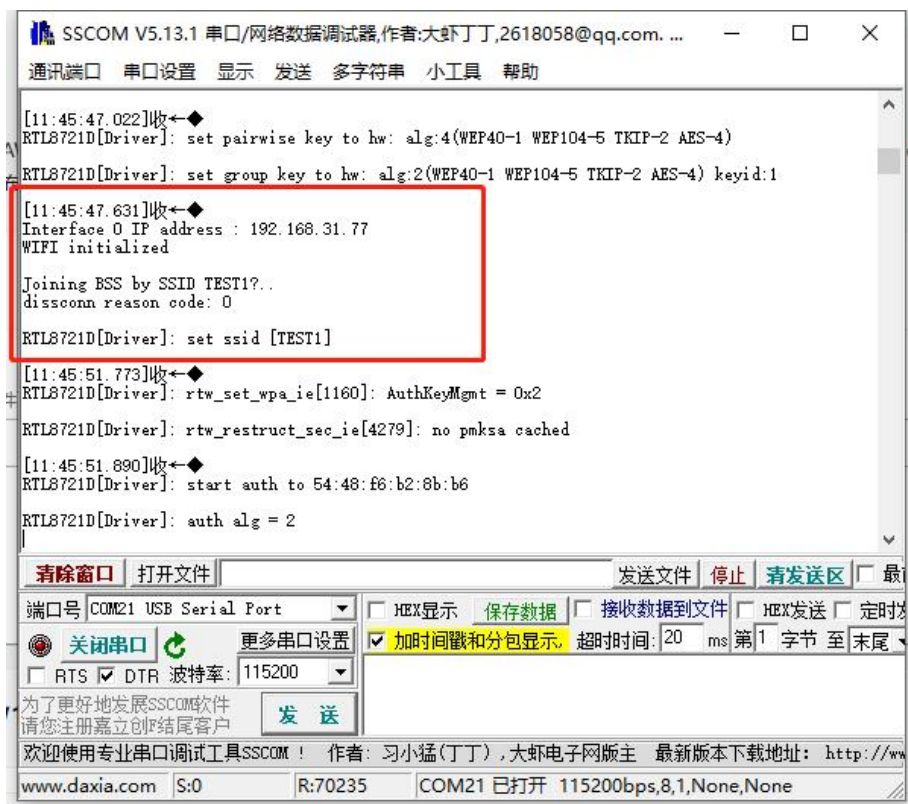 SSCOM V5.13.1 串口/网络数据调试器,作者:大虾丁丁,2618058@qq.com. ...
通讯端口 串口设置 显示 发送 多字符串 小工具 帮助
[11:45:47.022]收←◆
RTL8721D[Driver]: set pairwise key to hw: alg:4(WEP40-1 WEP104-5 TKIP-2 AES-4)
RTL8721D[Driver]: set group key to hw: alg:2(WEP40-1 WEP104-5 TKIP-2 AES-4) keyid:1
[11:45:47.631]收←◆
Interface 0 IP address : 192.168.31.77
WIFI initialized
Joining BSS by SSID TEST1?..
dissconn reason code: 0
RTL8721D[Driver]: set ssid [TEST1]
[11:45:51.773]收←◆
RTL8721D[Driver]: rtw_set_wpa_ie[1160]: AuthKeyMgmt = 0x2
RTL8721D[Driver]: rtw_restruct_sec_ie[4279]: no pmksa cached
[11:45:51.890]收←◆
RTL8721D[Driver]: start auth to 54:48:f6:b2:8b:b6
RTL8721D[Driver]: auth alg = 2
清除窗口 打开文件 发送文件 停止 清发送区 最
端口号 COM21 USB Serial Port HEX显示 保存数据 接收数据到文件 HEX发送 定时发
关闭串口 更多串口设置 加时间戳和分包显示, 超时时间: 20 ms 第1 字节 至 末尾
RTS DTR 波特率: 115200
为了更好地发展SSCOM软件
请您注册嘉立创F结尾客户
发 送
欢迎使用专业串口调试工具SSCOM ! 作者: 习小猛(丁丁),大虾电子网版主 最新版本下载地址: http://ww
www.daxia.com S:0 R:70235 COM21 已打开 115200bps,8,1,None,None